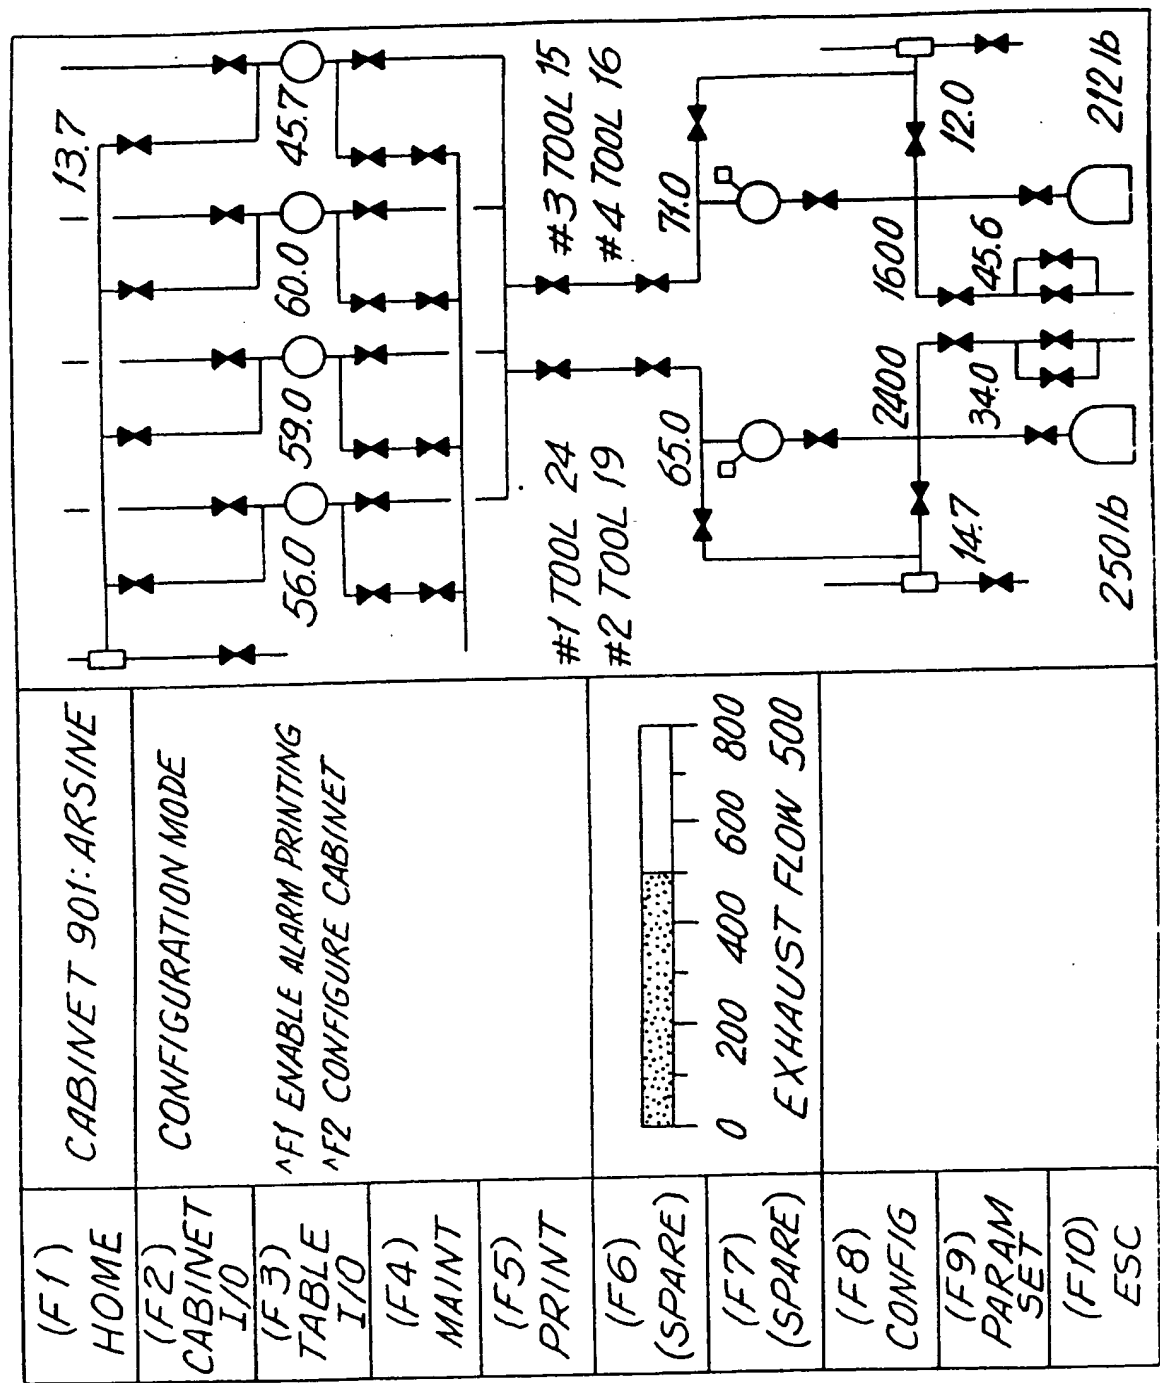 (F1)
HOME
(F2)
CABINET
I/O
(F3)
TABLE
I/O
(F4)
MAINT
(F5)
PRINT
(F6)
(SPARE)
(F7)
(SPARE)
(F8)
CONFIG
(F9)
PARAM
SET
(F10)
ESC
CABINET 901: ARSINE
CONFIGURATION MODE
^F1 ENABLE ALARM PRINTING
^F2 CONFIGURE CABINET
0 200 400 600 800
EXHAUST FLOW 500
13.7
56.0 59.0 60.0 45.7
#1 TOOL 24
#2 TOOL 19
#3 TOOL 15
#4 TOOL 16
65.0 71.0
2400 1600
14.7 34.0 45.6 12.0
250 lb 212 lb